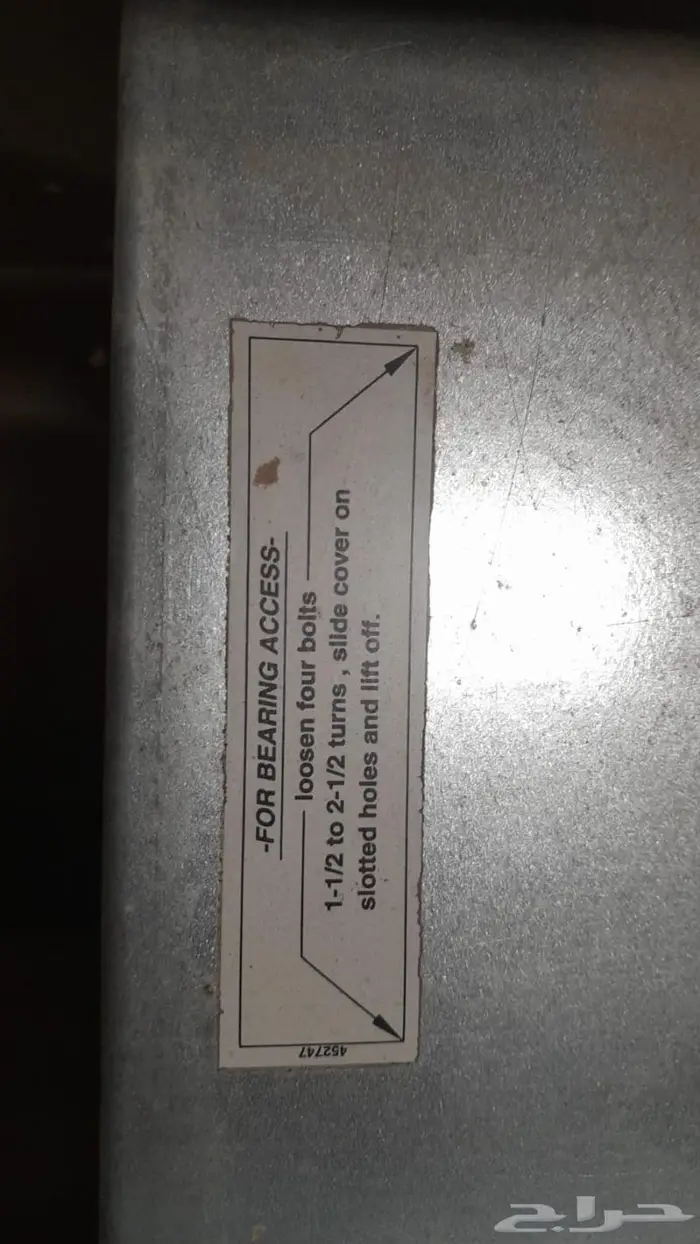 -FOR BEARING ACCESS-
loosen four bolts
1-1/2 to 2-1/2 turns , slide cover on
slotted holes and lift off.
452747
حراج